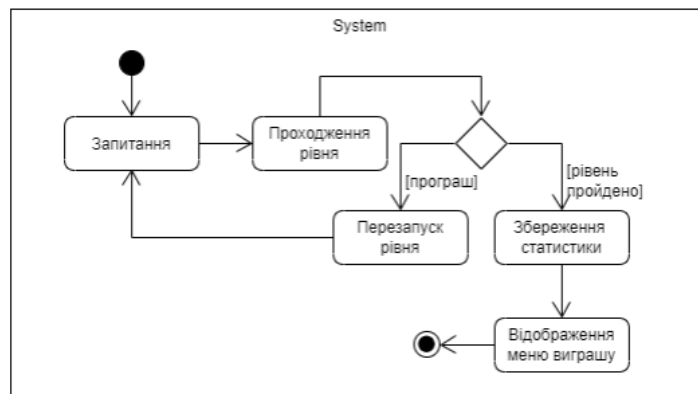 System
Запитання
Проходження
рівня
[програш]
[рівень
пройдено]
Перезапуск
рівня
Збереження
статистики
Відображення
меню виграшу